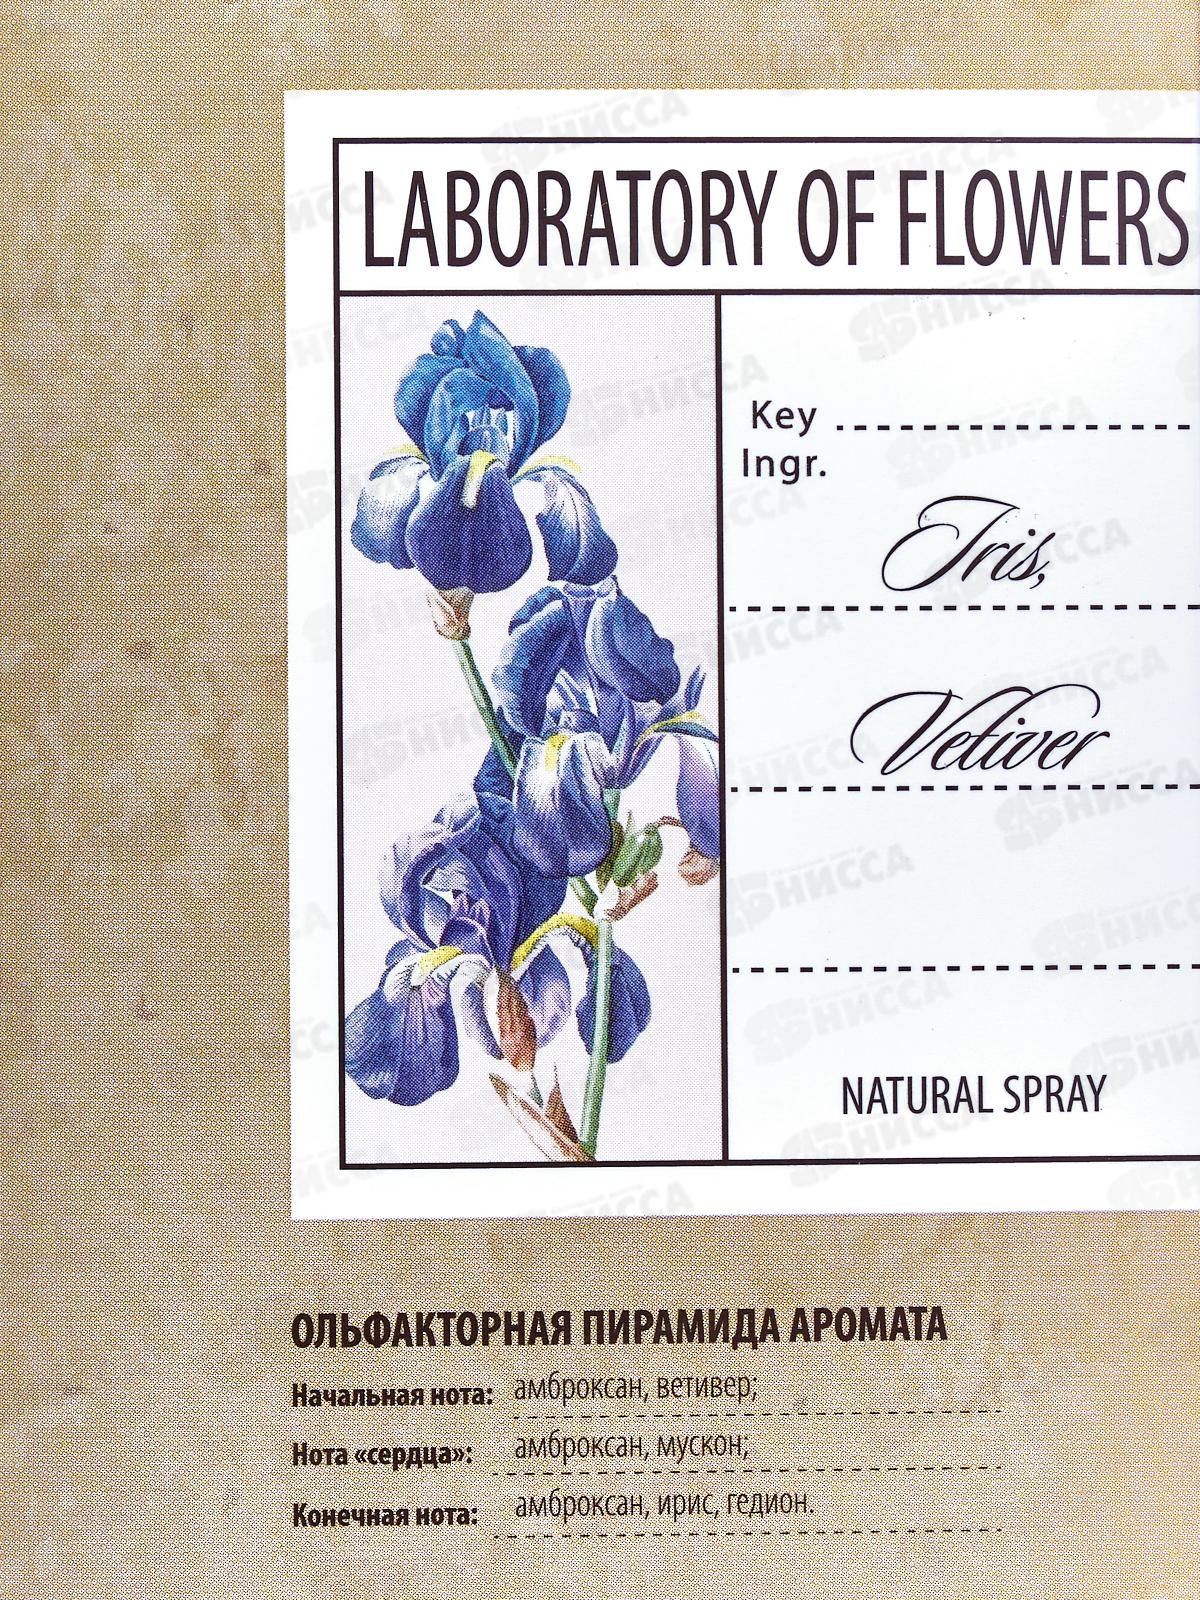 LABORATORY OF FLOWERS
Key
Ingr.
Iris,
Vetiver
NATURAL SPRAY
ОЛЬФАКТОРНАЯ ПИРАМИДА АРОМАТА
Начальная нота: амброксан, ветивер;
Нота «сердца»: амброксан, мускон;
Конечная нота: амброксан, ирис, гедион.
НИССА